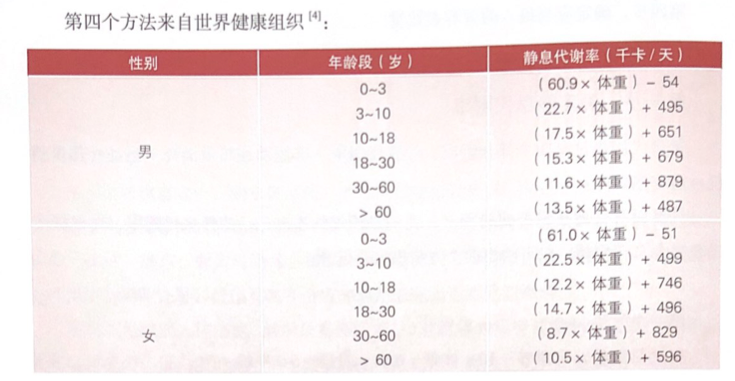 第四个方法来自世界健康组织[4]：
性别 年龄段（岁） 静息代谢率（千卡/天）
0~3 （60.9× 体重）− 54
3~10 （22.7× 体重）+ 495
10~18 （17.5× 体重）+ 651
男 18~30 （15.3× 体重）+ 679
30~60 （11.6× 体重）+ 879
> 60 （13.5× 体重）+ 487
0~3 （61.0× 体重）− 51
3~10 （22.5× 体重）+ 499
10~18 （12.2× 体重）+ 746
18~30 （14.7× 体重）+ 496
女 30~60 （8.7× 体重）+ 829
> 60 （10.5× 体重）+ 596